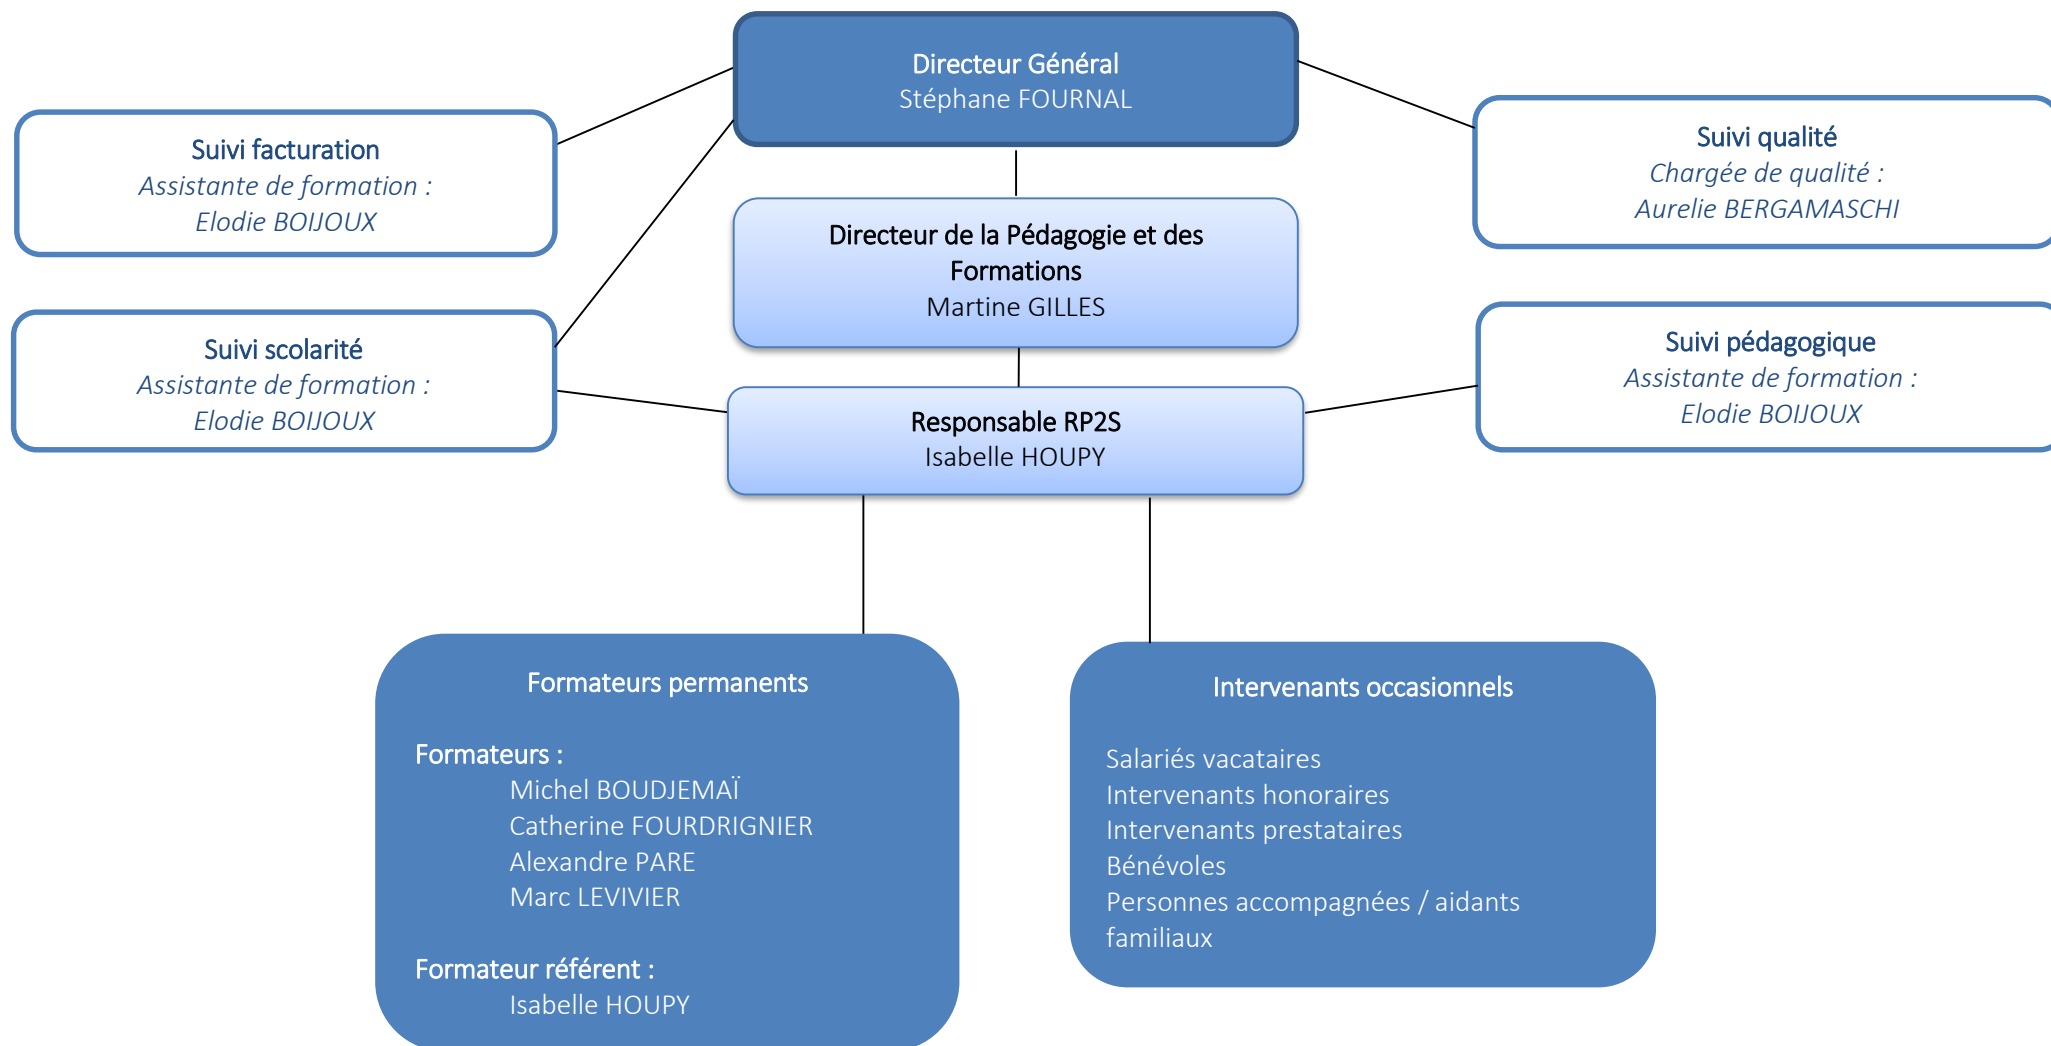 Directeur Général
Stéphane FOURNAL
Suivi facturation
Assistante de formation :
Elodie BOIJOUX
Suivi qualité
Chargée de qualité :
Aurelie BERGAMASCHI
Directeur de la Pédagogie et des
Formations
Martine GILLES
Suivi scolarité
Assistante de formation :
Elodie BOIJOUX
Suivi pédagogique
Assistante de formation :
Elodie BOIJOUX
Responsable RP2S
Isabelle HOUPY
Formateurs permanents
Formateurs :
Michel BOUDJEMAÏ
Catherine FOURDRIGNIER
Alexandre PARE
Marc LEVIVIER
Formateur référent :
Isabelle HOUPY
Intervenants occasionnels
Salariés vacataires
Intervenants honoraires
Intervenants prestataires
Bénévoles
Personnes accompagnées / aidants
familiaux